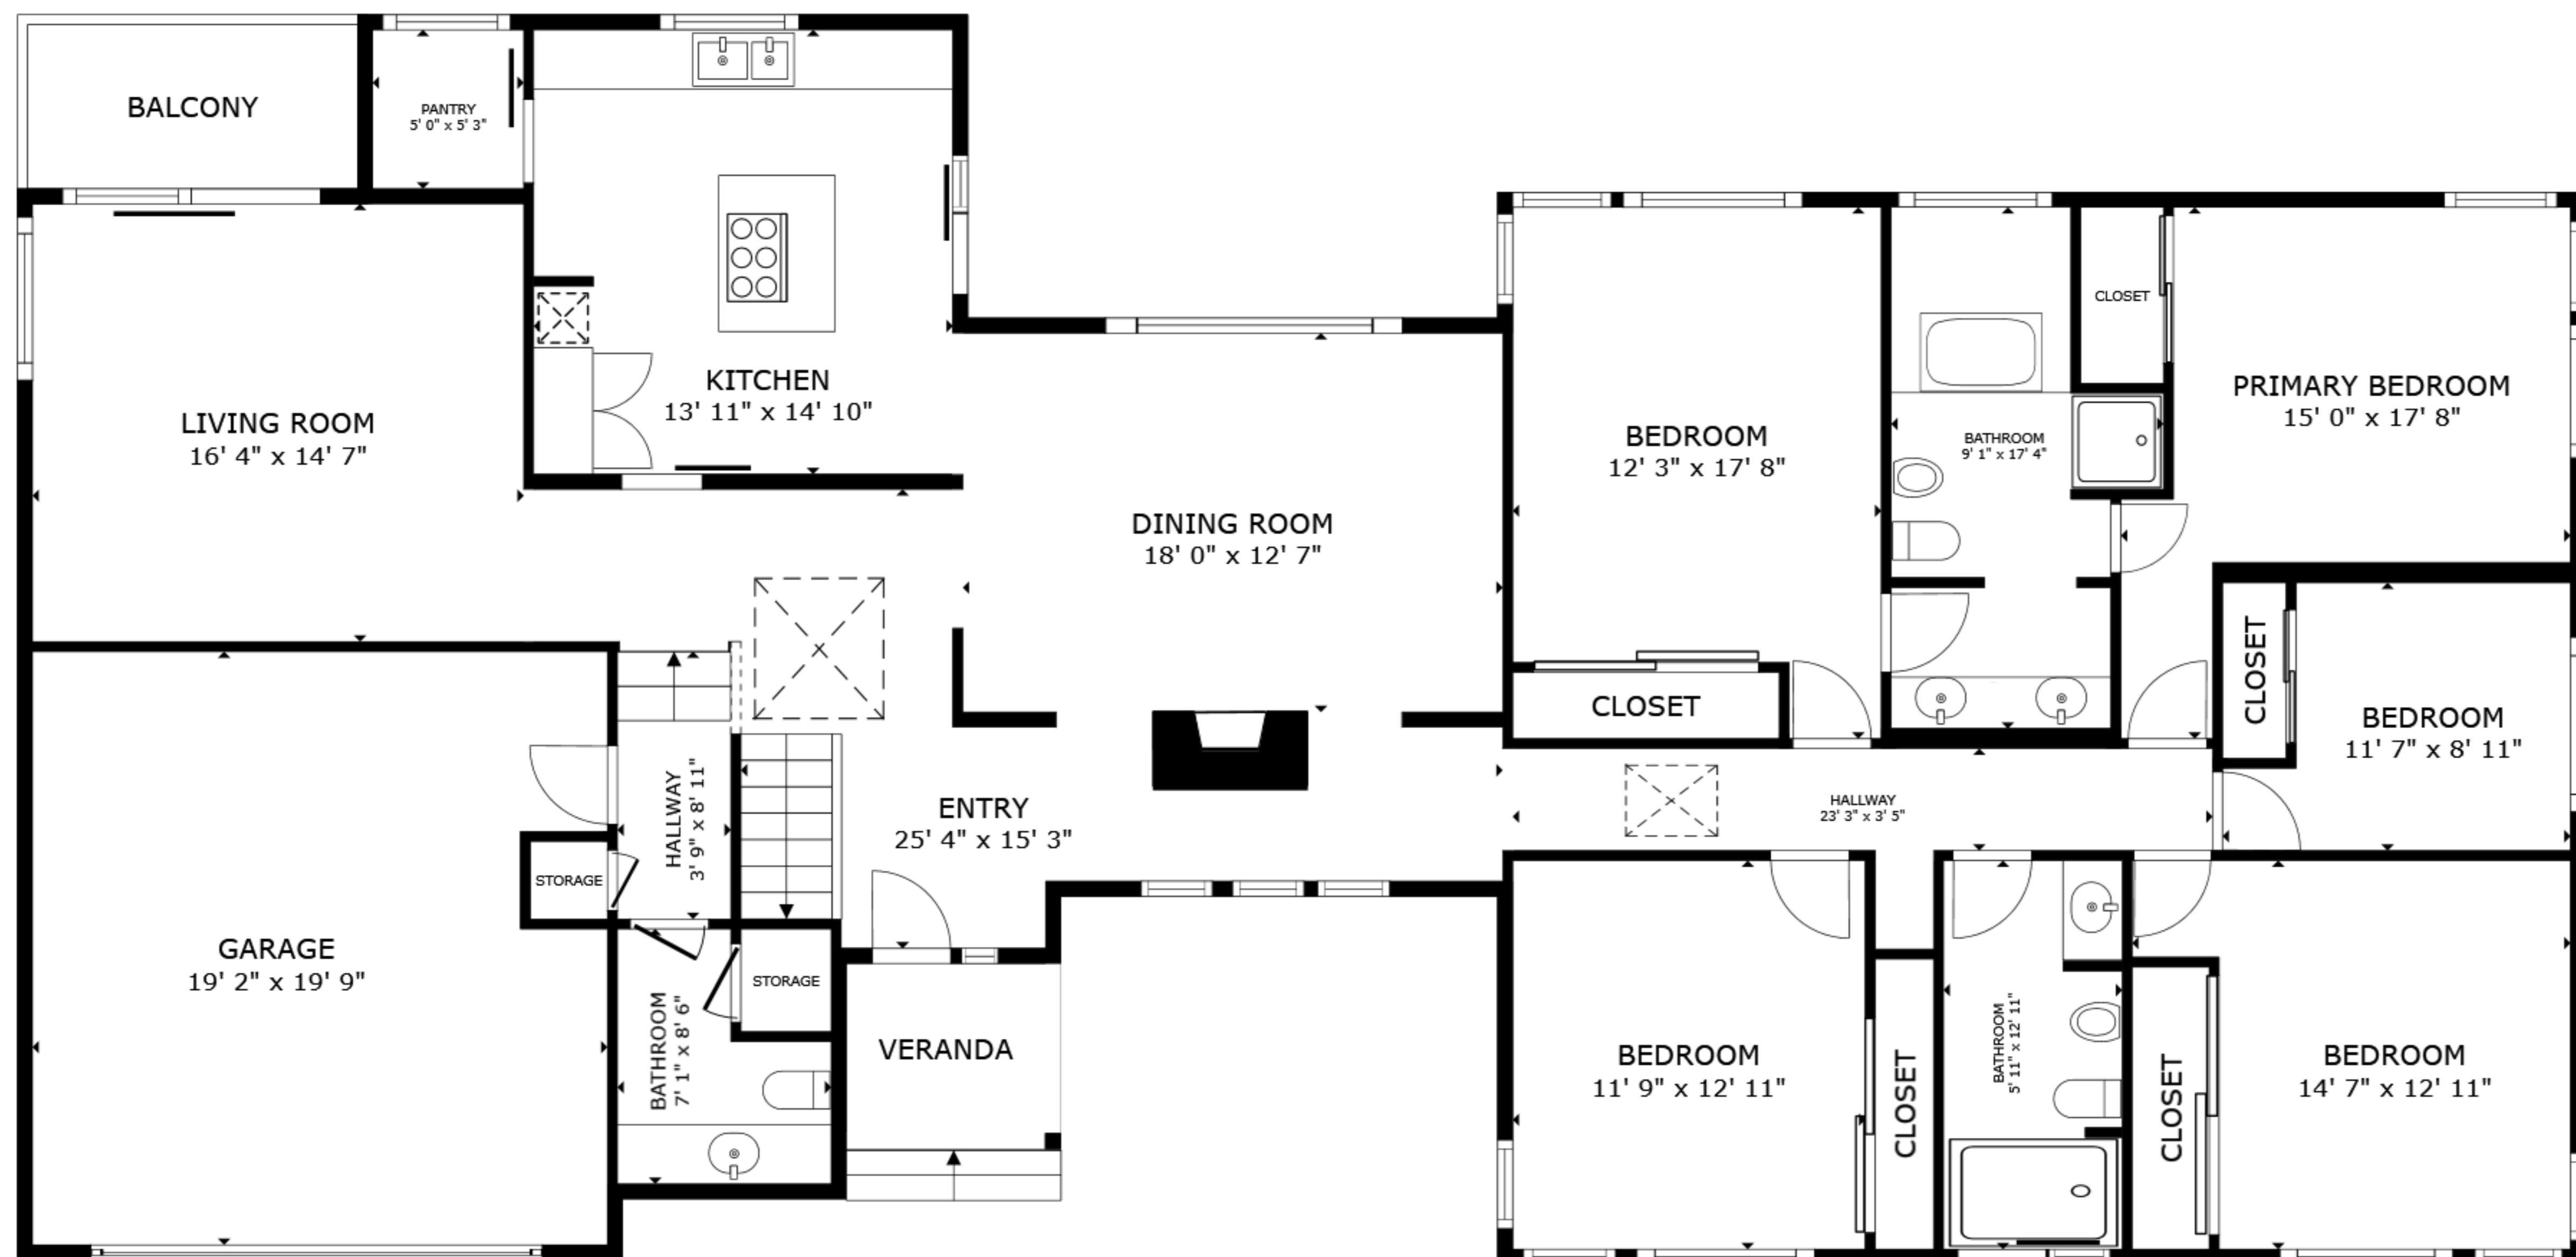 BALCONY
PANTRY
5' 0" x 5' 3"
KITCHEN
13' 11" x 14' 10"
LIVING ROOM
16' 4" x 14' 7"
DINING ROOM
18' 0" x 12' 7"
BEDROOM
12' 3" x 17' 8"
CLOSET
BATHROOM
9' 1" x 17' 4"
CLOSET
PRIMARY BEDROOM
15' 0" x 17' 8"
CLOSET
BEDROOM
11' 7" x 8' 11"
HALLWAY
3' 9" x 8' 11"
ENTRY
25' 4" x 15' 3"
HALLWAY
23' 3" x 3' 5"
STORAGE
GARAGE
19' 2" x 19' 9"
STORAGE
BATHROOM
7' 1" x 8' 6"
VERANDA
BEDROOM
11' 9" x 12' 11"
CLOSET
BATHROOM
5' 11" x 12' 11"
CLOSET
BEDROOM
14' 7" x 12' 11"